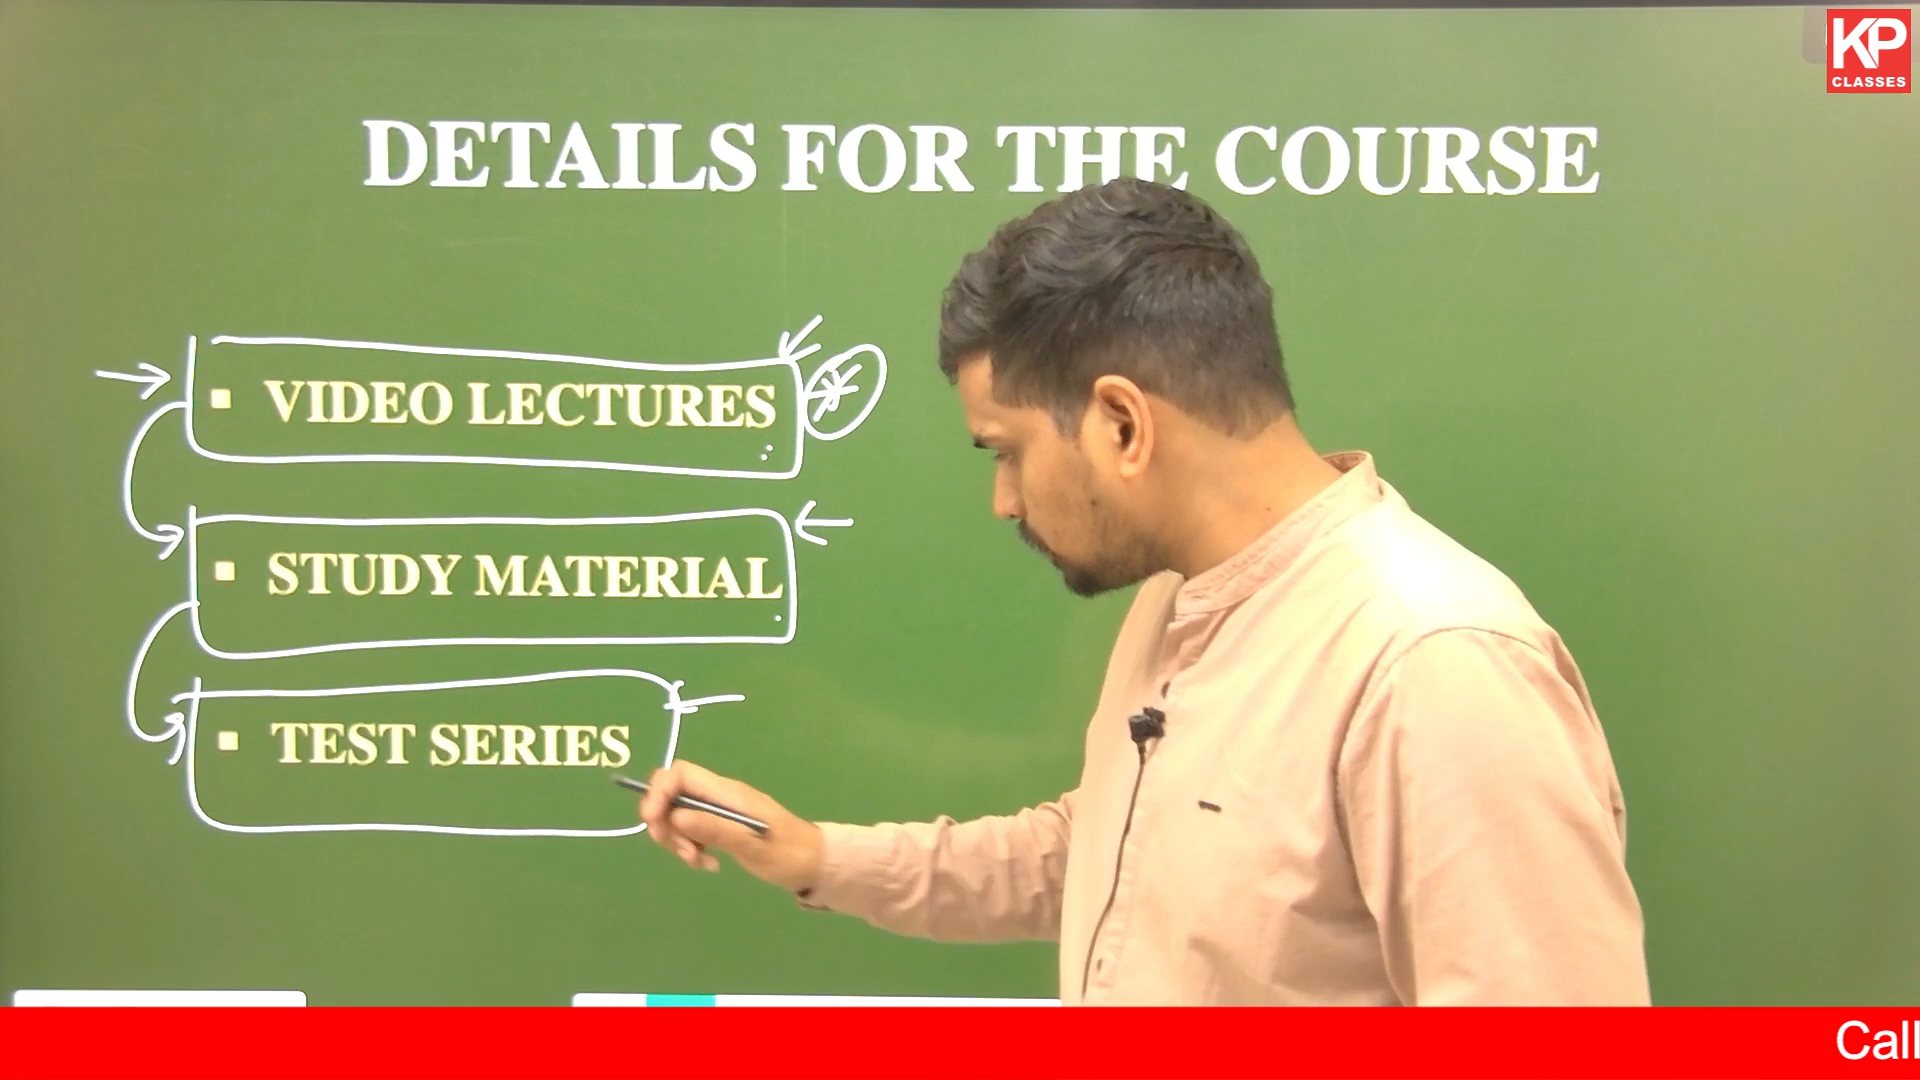 KP
CLASSES
DETAILS FOR THE COURSE
▪ VIDEO LECTURES
▪ STUDY MATERIAL
▪ TEST SERIES
Call